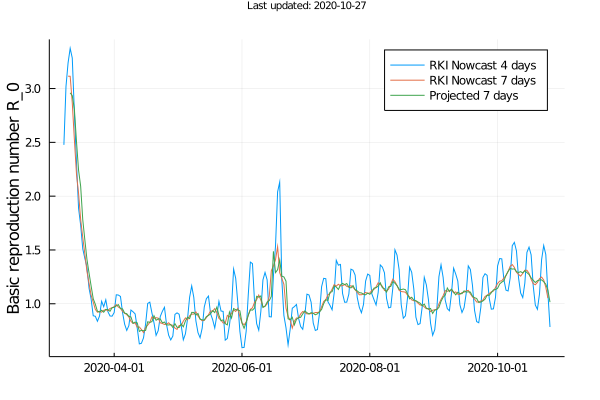 Last updated: 2020-10-27
RKI Nowcast 4 days
RKI Nowcast 7 days
Projected 7 days
Basic reproduction number R_0
3.0
2.5
2.0
1.5
1.0
2020-04-01 2020-06-01 2020-08-01 2020-10-01